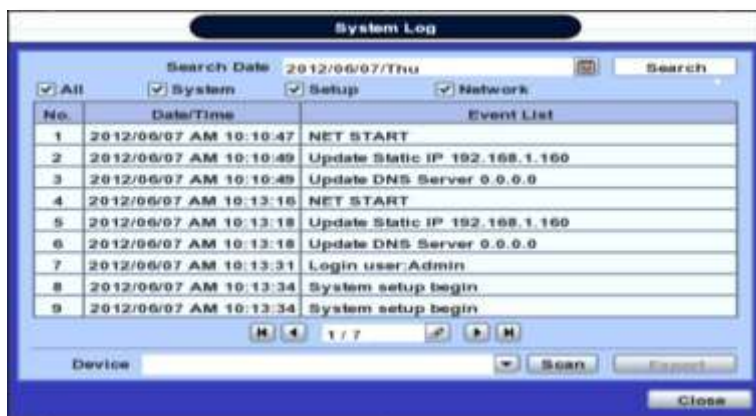 System Log
Search Date 2012/06/07/Thu Search
All System Setup Network
No. Date/Time Event List
1 2012/06/07 AM 10:10:47 NET START
2 2012/06/07 AM 10:10:49 Update Static IP 192.168.1.160
3 2012/06/07 AM 10:10:49 Update DNS Server 0.0.0.0
4 2012/06/07 AM 10:13:16 NET START
5 2012/06/07 AM 10:13:18 Update Static IP 192.168.1.160
6 2012/06/07 AM 10:13:18 Update DNS Server 0.0.0.0
7 2012/06/07 AM 10:13:31 Login user:Admin
8 2012/06/07 AM 10:13:34 System setup begin
9 2012/06/07 AM 10:13:34 System setup begin
1 / 7
Device Scan Export
Close